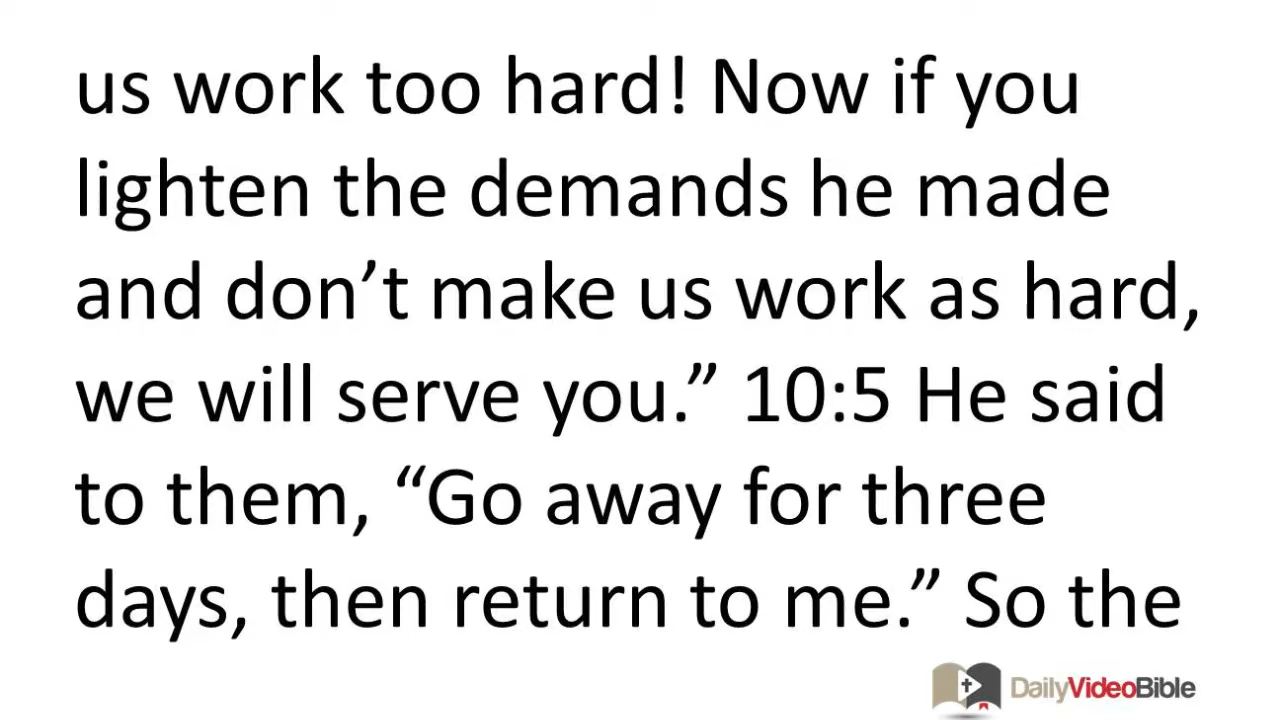 us work too hard! Now if you
lighten the demands he made
and don’t make us work as hard,
we will serve you.” 10:5 He said
to them, “Go away for three
days, then return to me.” So the
DailyVideoBible